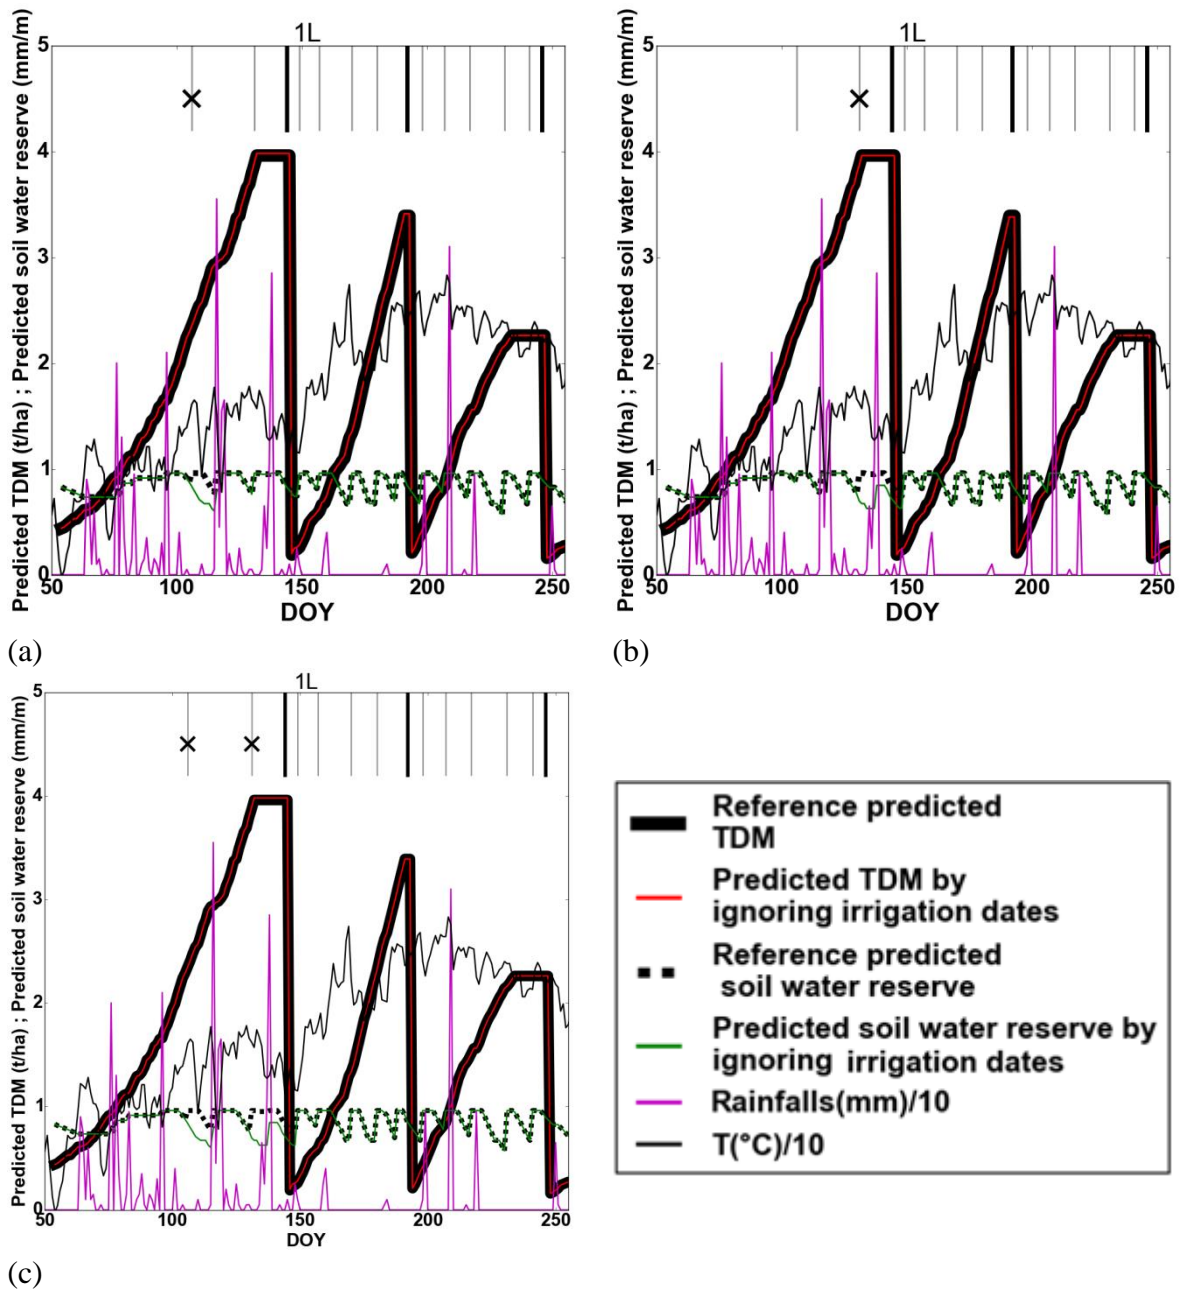 1L
Predicted TDM (t/ha) ; Predicted soil water reserve (mm/m)
5
4
3
2
1
0
50 100 150 200 250
DOY
(a)
1L
Predicted TDM (t/ha) ; Predicted soil water reserve (mm/m)
5
4
3
2
1
0
50 100 150 200 250
DOY
(b)
1L
Predicted TDM (t/ha) ; Predicted soil water reserve (mm/m)
5
4
3
2
1
0
50 100 150 200 250
DOY
(c)
Reference predicted
TDM
Predicted TDM by
ignoring irrigation dates
Reference predicted
soil water reserve
Predicted soil water reserve by
ignoring irrigation dates
Rainfalls(mm)/10
T(°C)/10